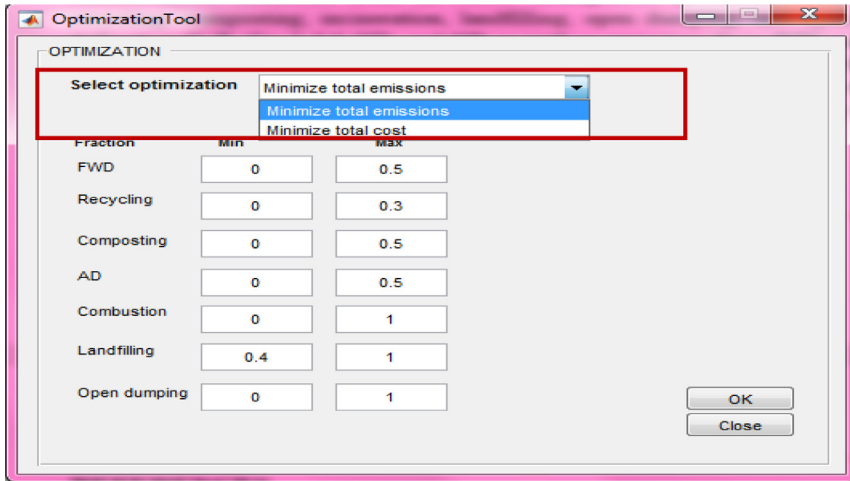 OptimizationTool
OPTIMIZATION
Select optimization Minimize total emissions
Minimize total emissions
Minimize total cost
Fraction Min Max
FWD 0 0.5
Recycling 0 0.3
Composting 0 0.5
AD 0 0.5
Combustion 0 1
Landfilling 0.4 1
Open dumping 0 1
OK
Close